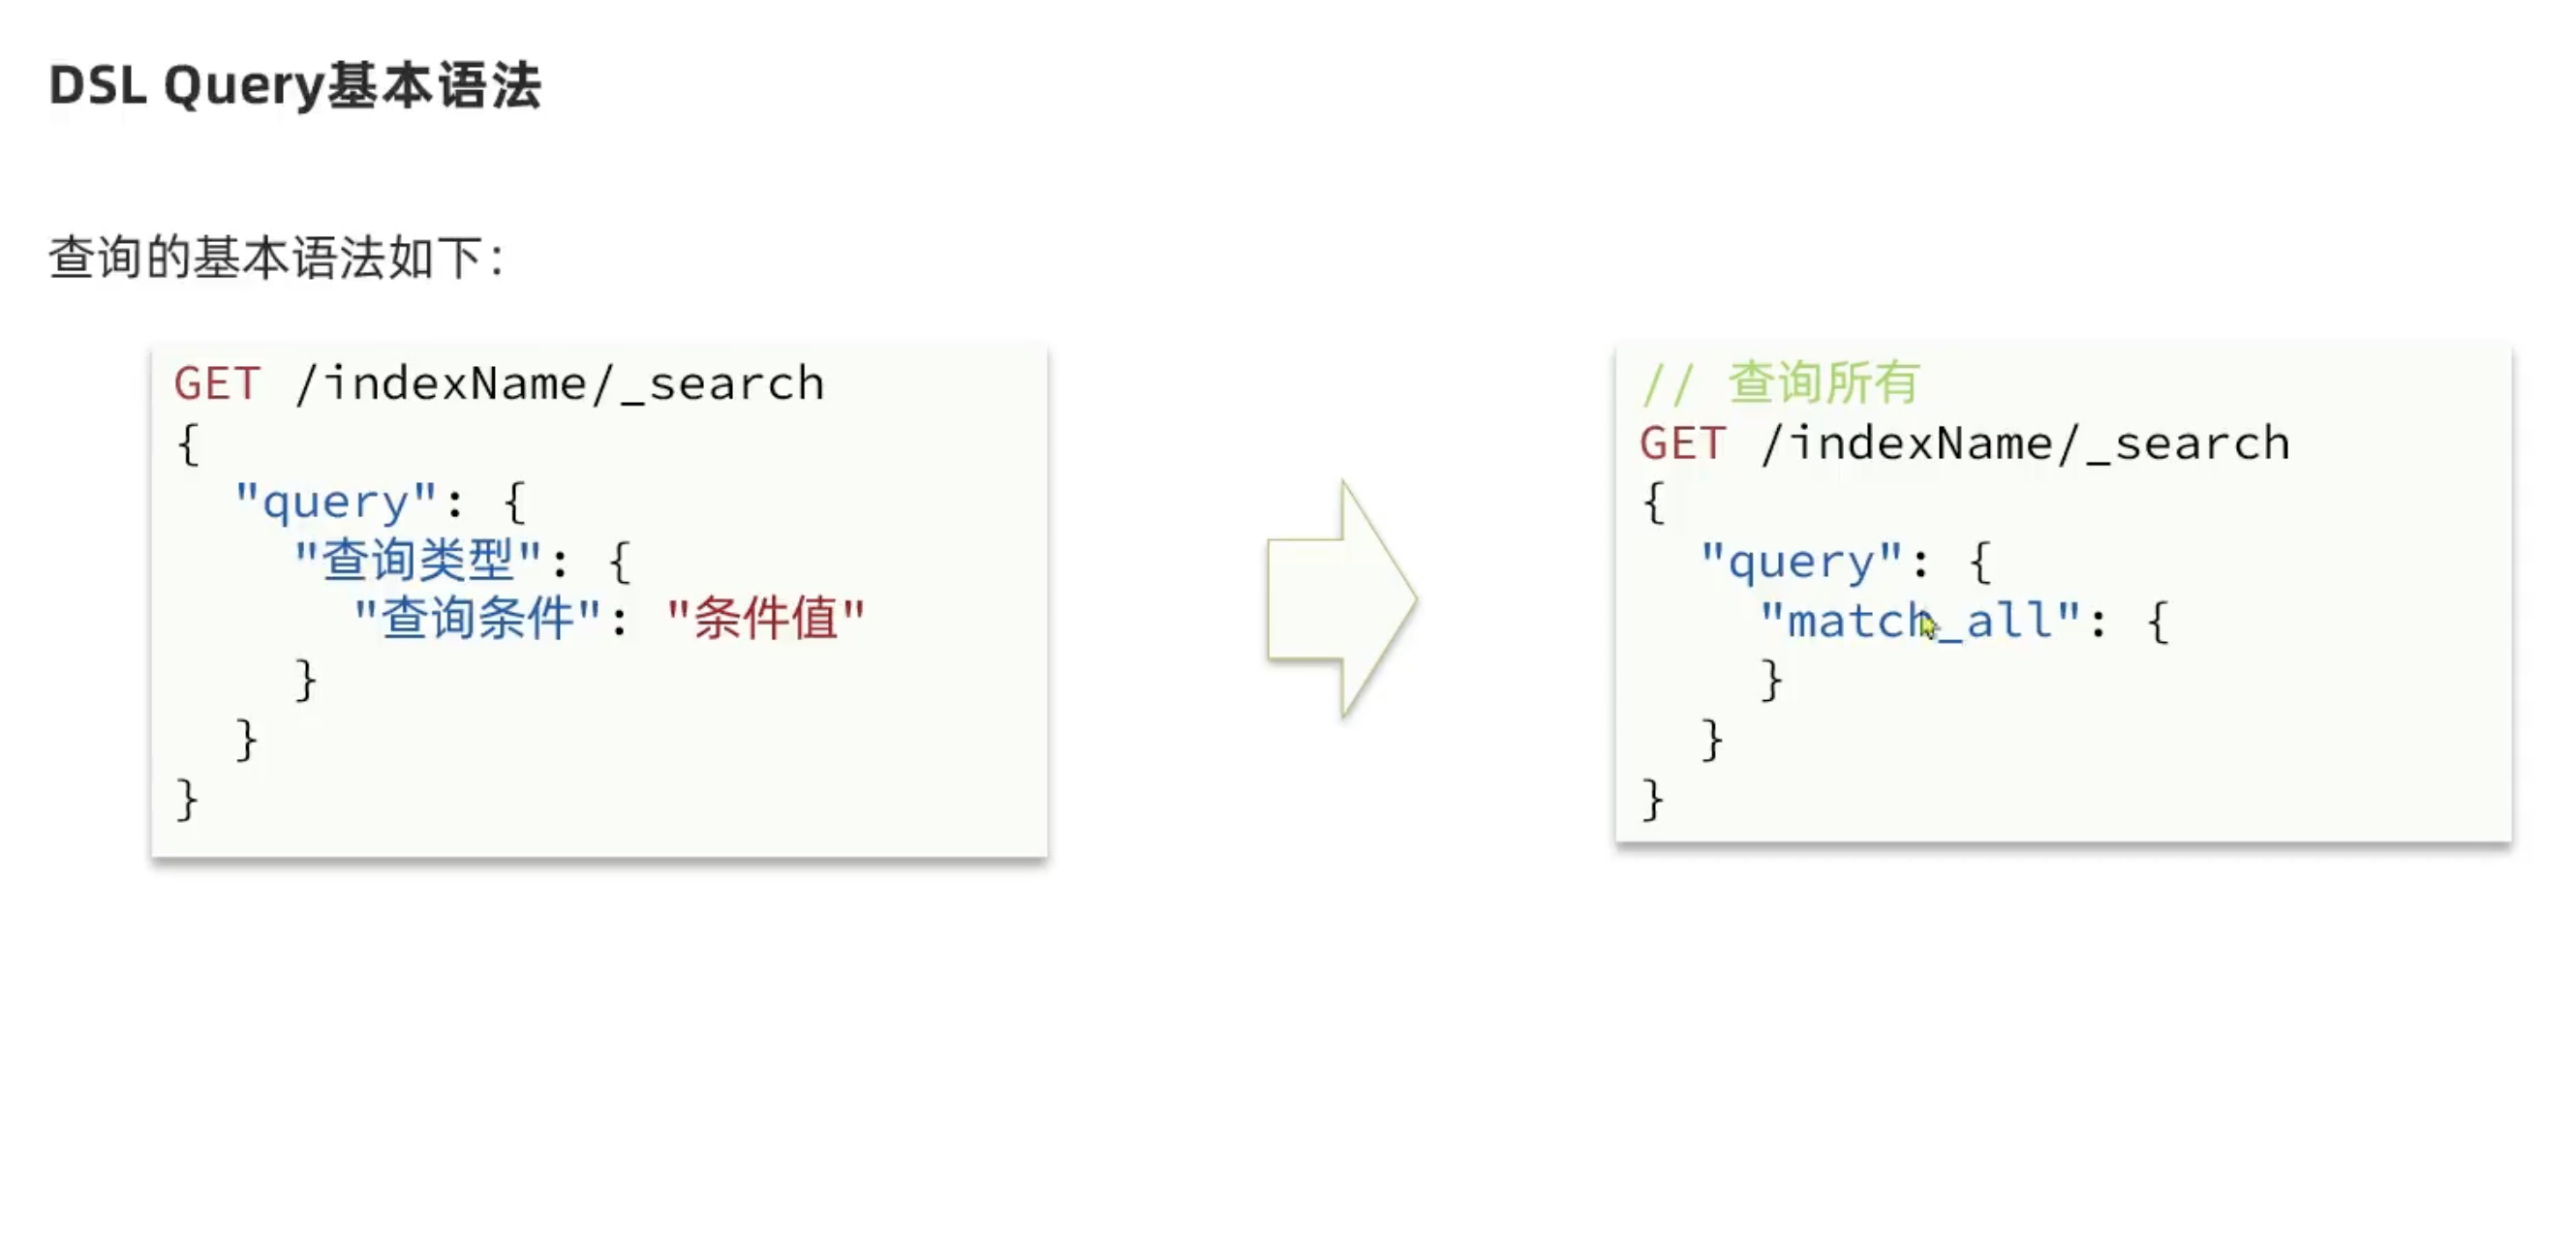 DSL Query基本语法
查询的基本语法如下：
GET /indexName/_search
{
  "query": {
    "查询类型": {
      "查询条件": "条件值"
    }
  }
}
// 查询所有
GET /indexName/_search
{
  "query": {
    "match_all": {
    }
  }
}